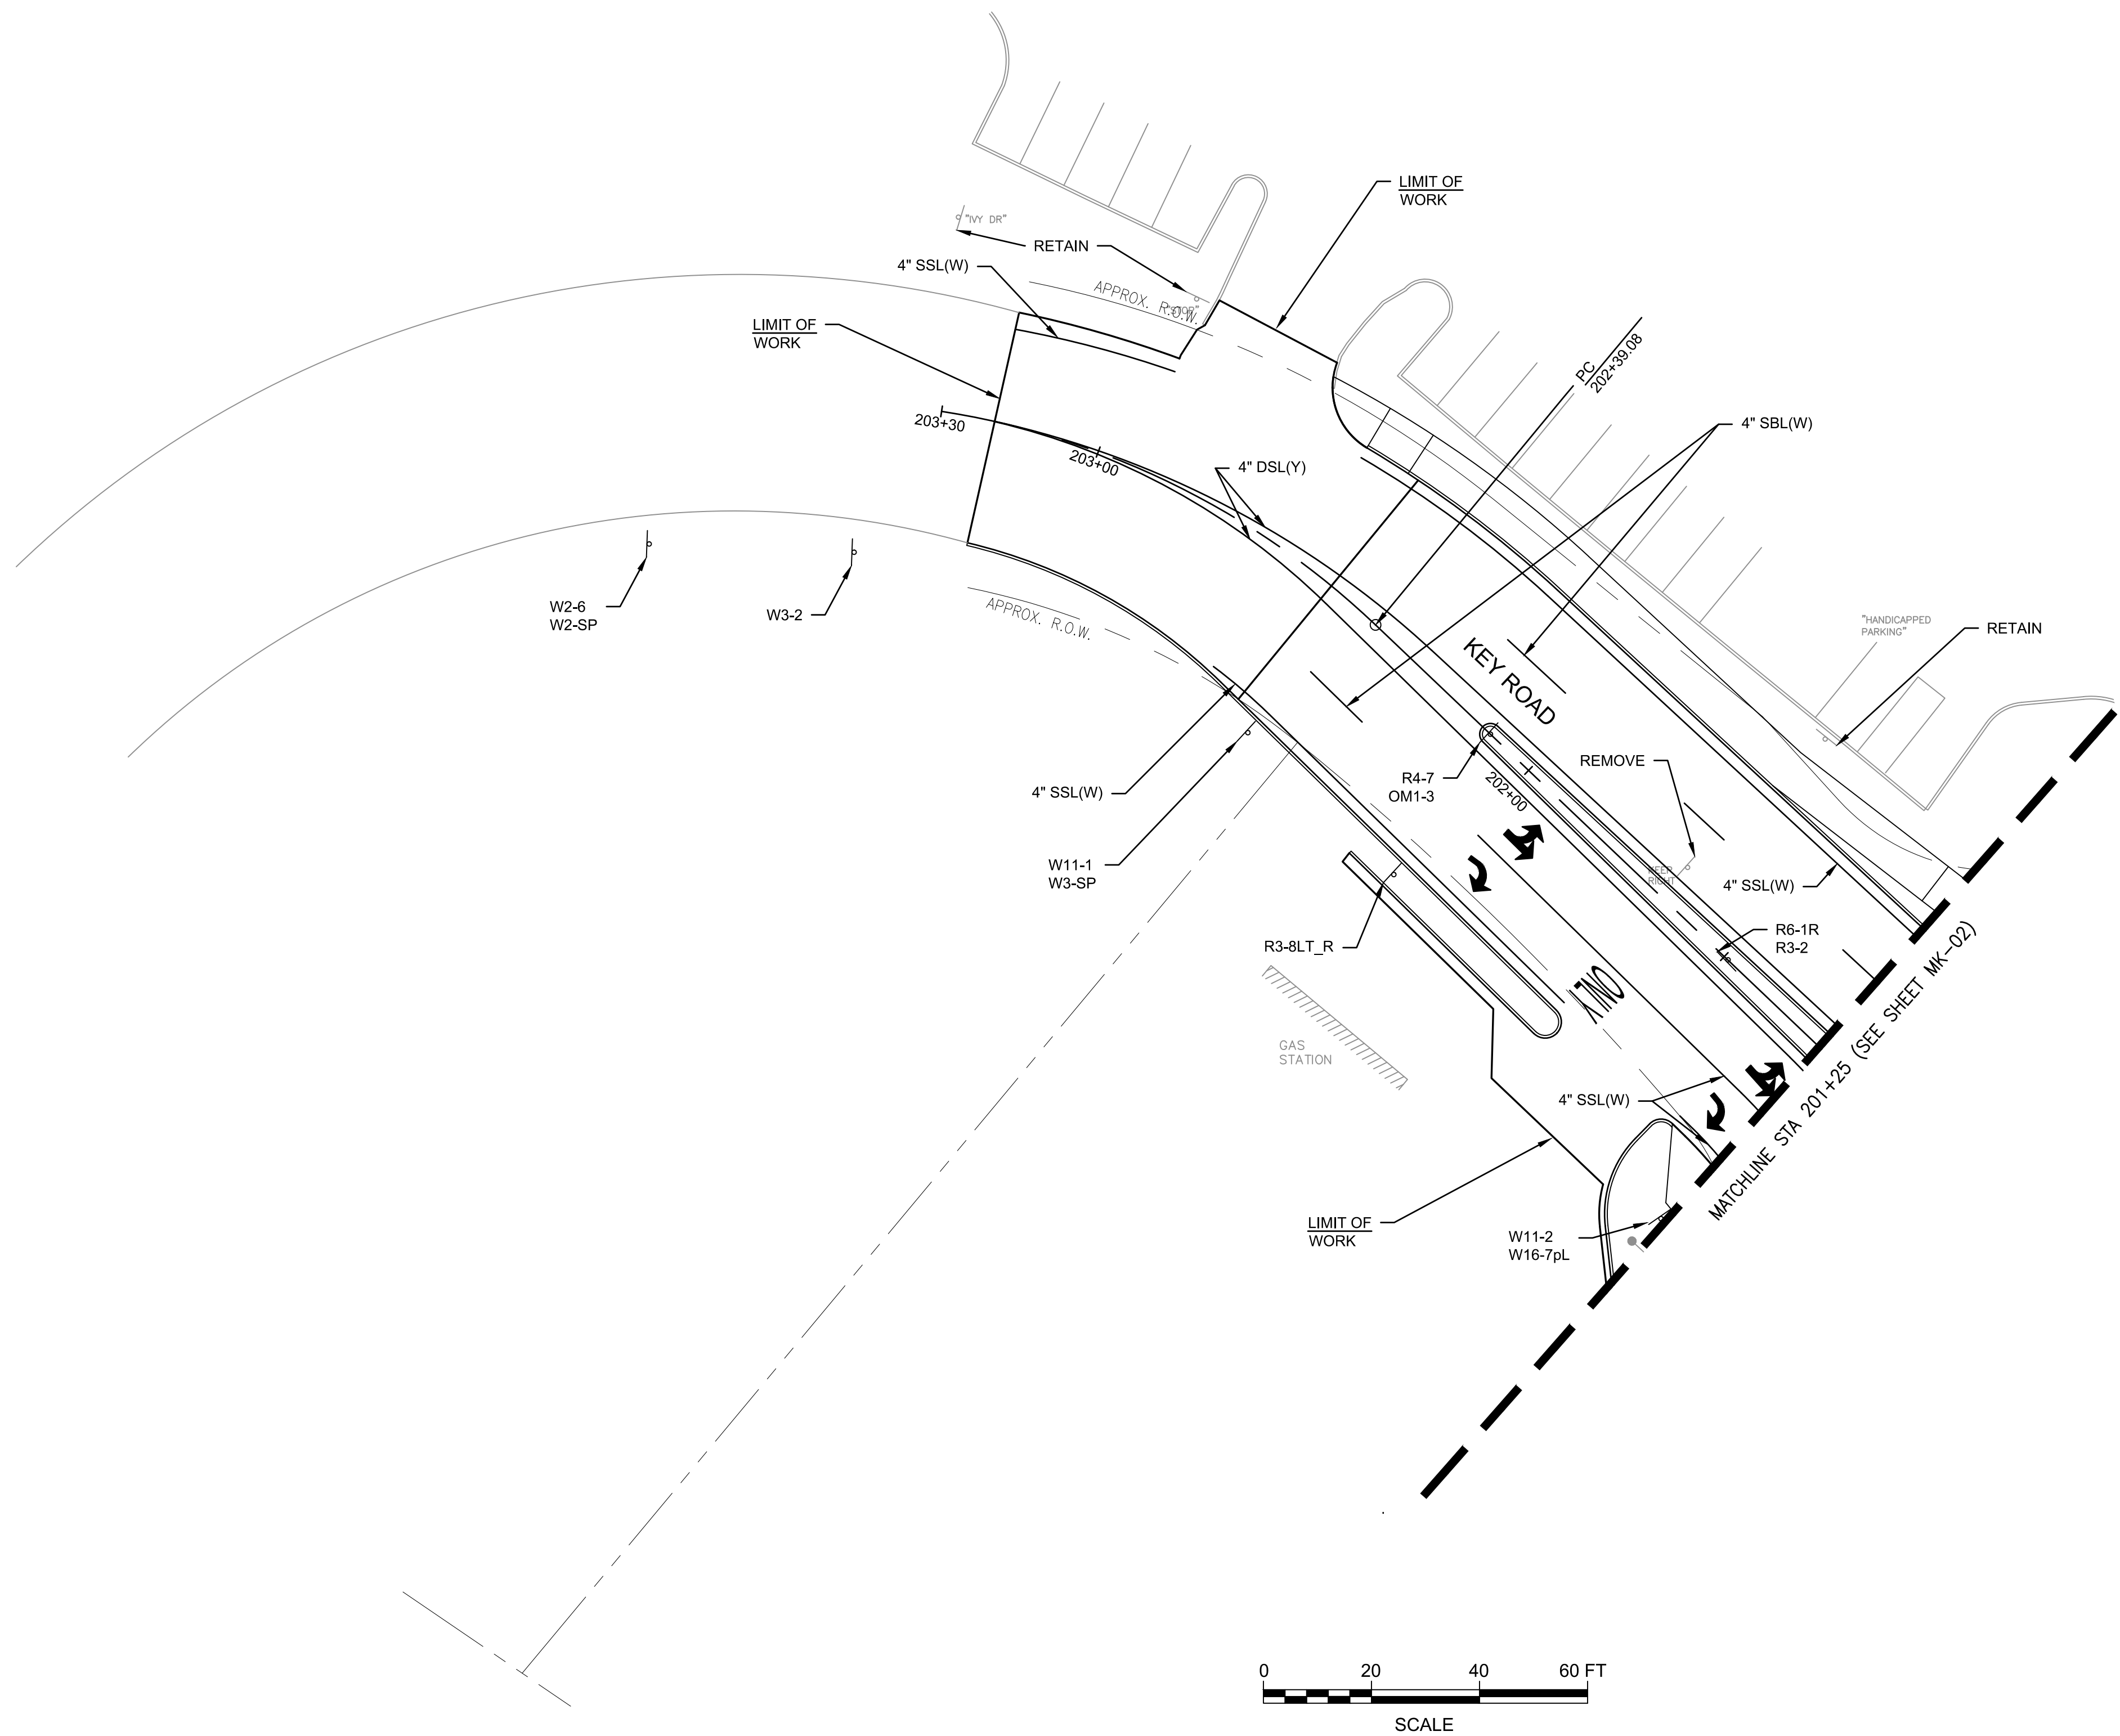 LIMIT OF
WORK
"IVY DR"
RETAIN
4" SSL(W)
APPROX. R.O.W.
"STOP"
LIMIT OF
WORK
PC
202+39.08
203+30
203+00
4" DSL(Y)
4" SBL(W)
W2-6
W2-SP
W3-2
APPROX. R.O.W.
"HANDICAPPED
PARKING"
RETAIN
KEY ROAD
REMOVE
R4-7
OM1-3
202+00
4" SSL(W)
W11-1
W3-SP
KEEP
RIGHT
4" SSL(W)
R6-1R
R3-2
R3-8LT_R
ONLY
GAS
STATION
4" SSL(W)
MATCHLINE STA 201+25 (SEE SHEET MK-02)
LIMIT OF
WORK
W11-2
W16-7pL
0 20 40 60 FT
SCALE